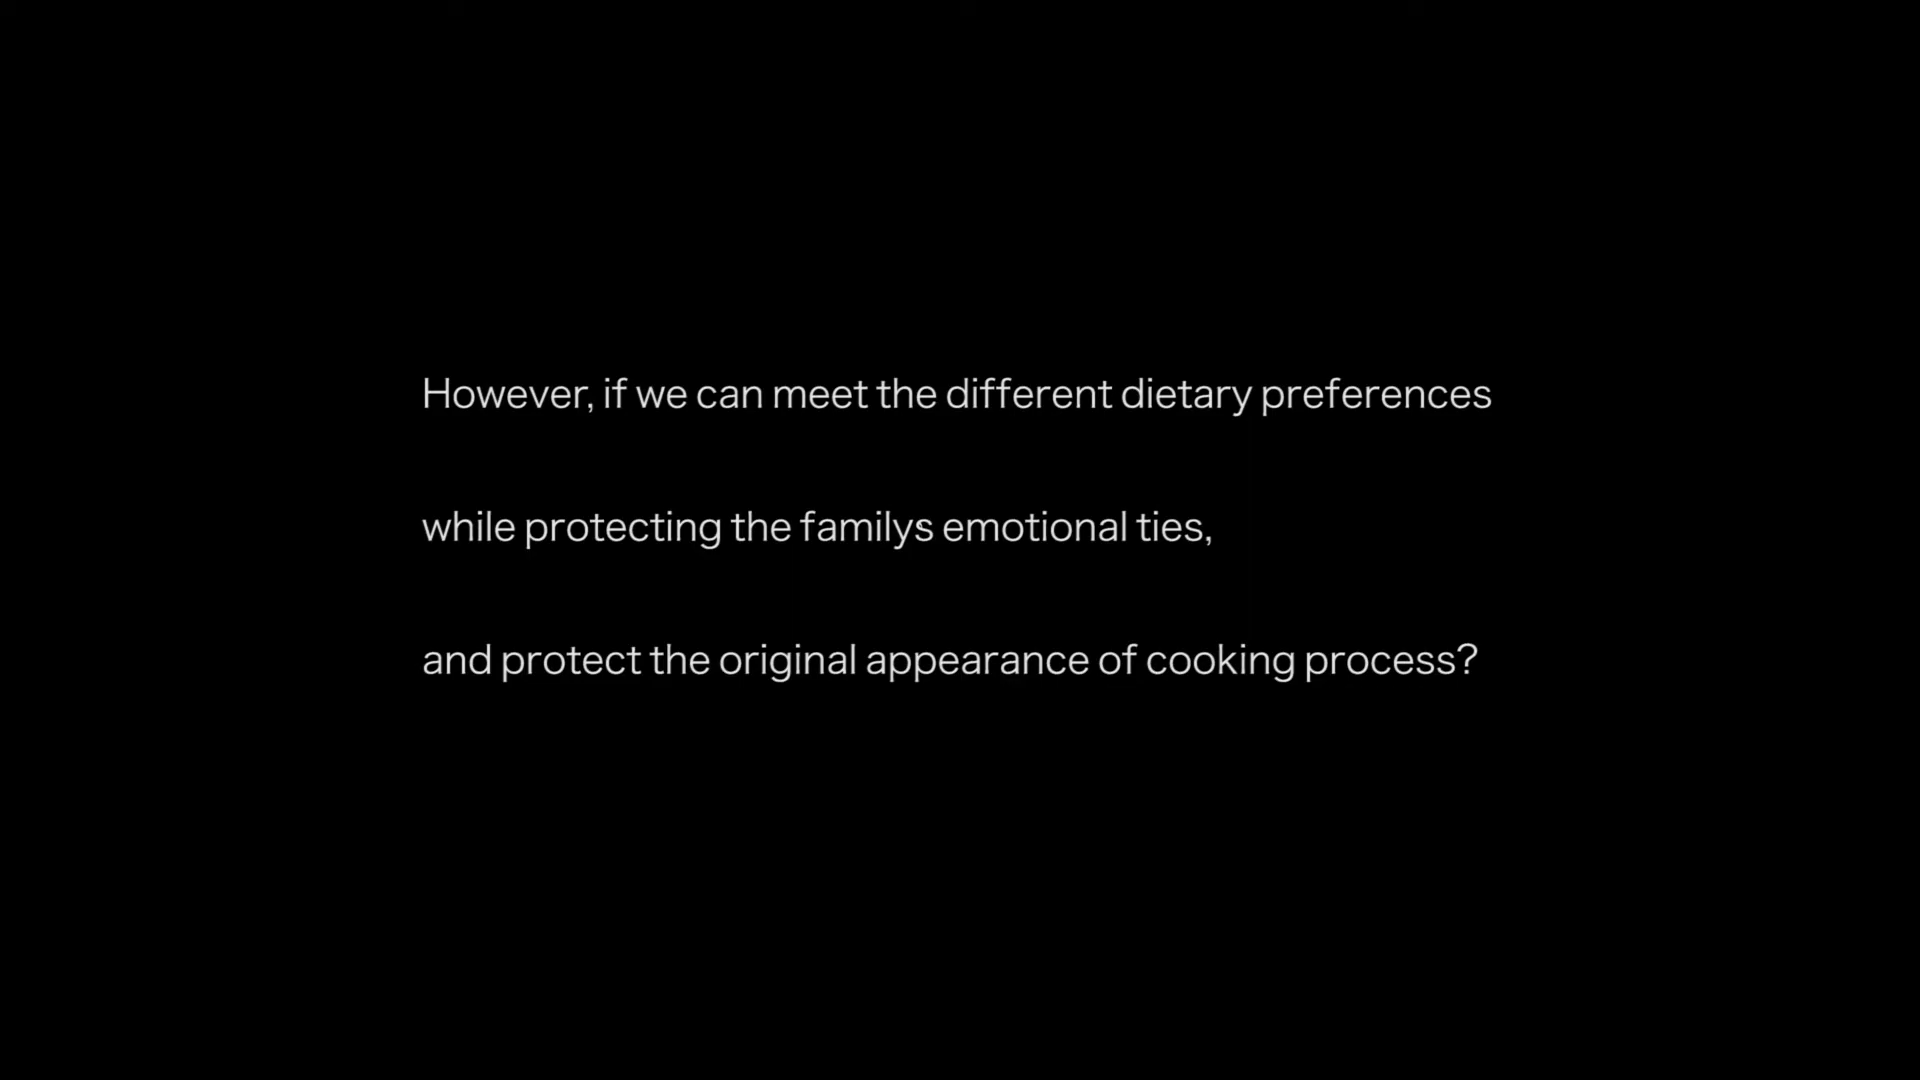 However, if we can meet the different dietary preferences
while protecting the familys emotional ties,
and protect the original appearance of cooking process?